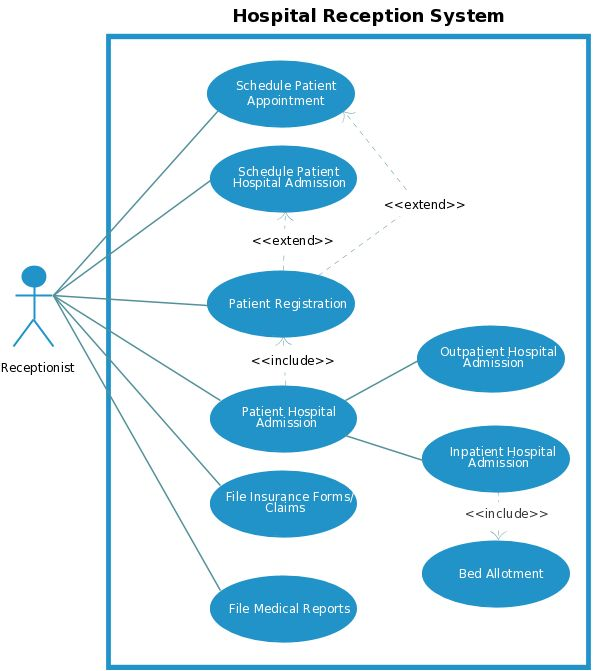 Hospital Reception System
Schedule Patient
Appointment
Schedule Patient
Hospital Admission
<<extend>>
<<extend>>
Patient Registration
<<include>>
Outpatient Hospital
Admission
Receptionist
Patient Hospital
Admission
Inpatient Hospital
Admission
File Insurance Forms/
Claims
<<include>>
Bed Allotment
File Medical Reports